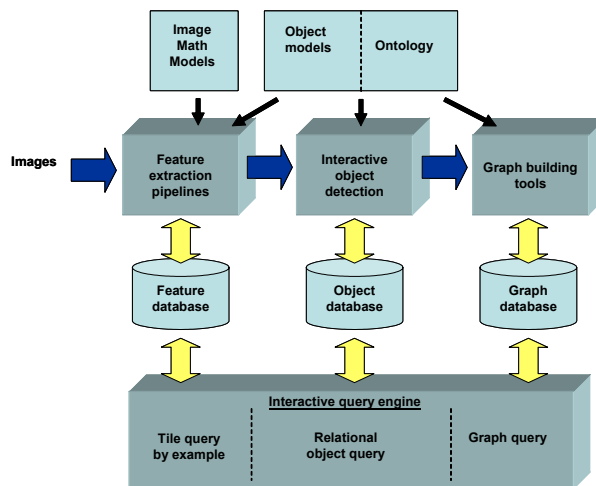 Image
Math
Models
Object
models
Ontology
Images
Feature
extraction
pipelines
Interactive
object
detection
Graph building
tools
Feature
database
Object
database
Graph
database
Interactive query engine
Tile query
by example
Relational
object query
Graph query